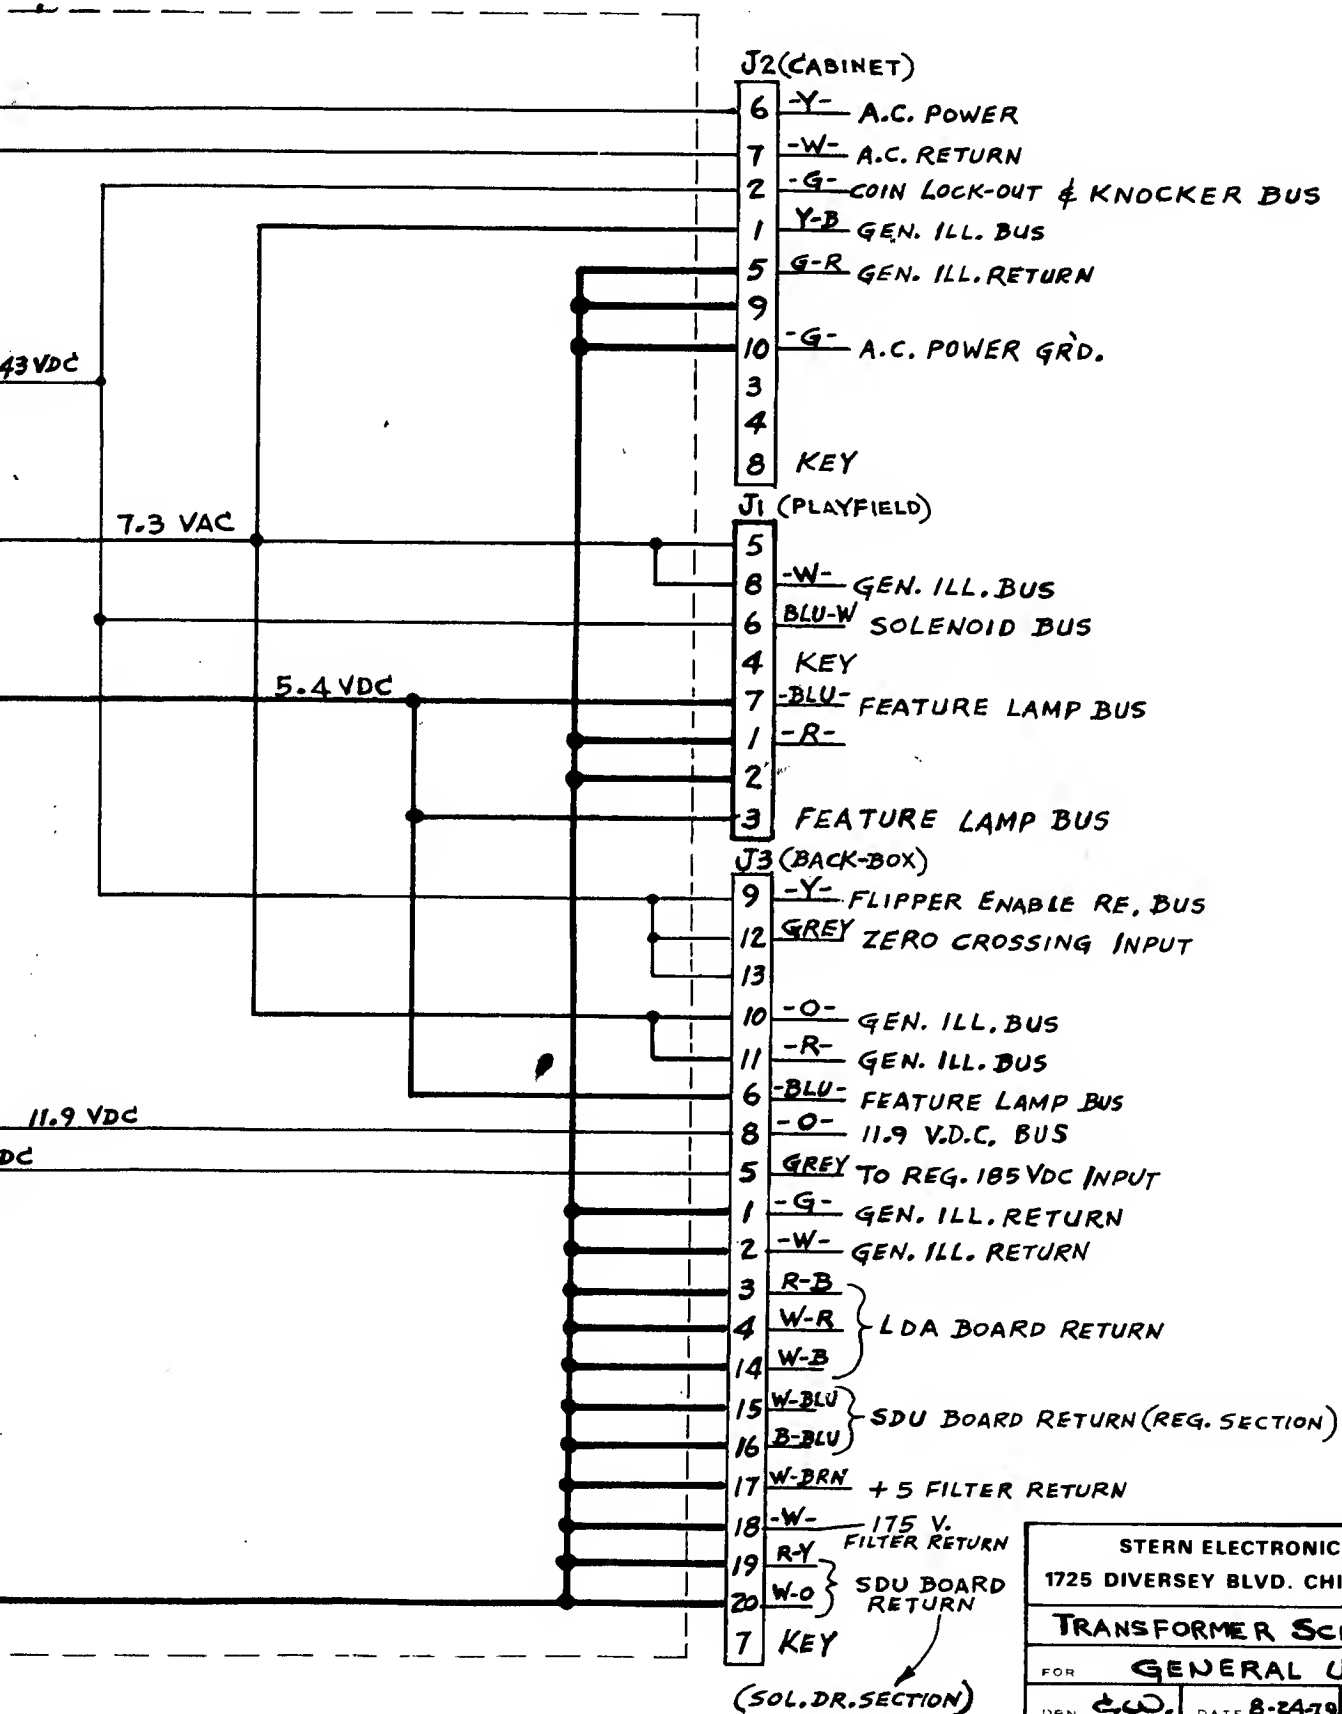 J2 (CABINET)
6 -Y- A.C. POWER
7 -W- A.C. RETURN
2 -G- COIN LOCK-OUT & KNOCKER BUS
1 Y-B GEN. ILL. BUS
5 G-R GEN. ILL. RETURN
9
10 -G- A.C. POWER GR'D.
3
4
8 KEY
43 VDC
J1 (PLAYFIELD)
7.3 VAC
5
8 -W- GEN. ILL. BUS
6 BLU-W SOLENOID BUS
4 KEY
5.4 VDC
7 -BLU- FEATURE LAMP BUS
1 -R-
2
3 FEATURE LAMP BUS
J3 (BACK-BOX)
9 -Y- FLIPPER ENABLE RE. BUS
12 GREY ZERO CROSSING INPUT
13
10 -O- GEN. ILL. BUS
11 -R- GEN. ILL. BUS
6 -BLU- FEATURE LAMP BUS
11.9 VDC
8 -O- 11.9 V.D.C. BUS
DC
5 GREY TO REG. 185 VDC INPUT
1 -G- GEN. ILL. RETURN
2 -W- GEN. ILL. RETURN
3 R-B
4 W-R LDA BOARD RETURN
14 W-B
15 W-BLU SDU BOARD RETURN (REG. SECTION)
16 B-BLU
17 W-BRN +5 FILTER RETURN
18 -W- 175 V.
FILTER RETURN
19 R-Y SDU BOARD
20 W-O RETURN
7 KEY
(SOL. DR. SECTION)
STERN ELECTRONIC
1725 DIVERSEY BLVD. CHI
TRANSFORMER SC
FOR GENERAL U
C.W. DATE 8-24-79